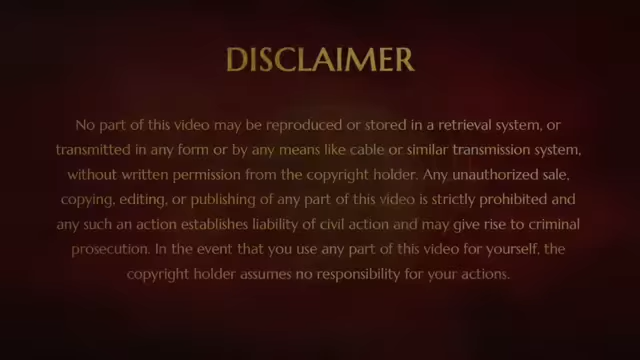 DISCLAIMER
No part of this video may be reproduced or stored in a retrieval system, or
transmitted in any form or by any means like cable or similar transmission system,
without written permission from the copyright holder. Any unauthorized sale,
copying, editing, or publishing of any part of this video is strictly prohibited and
any such an action establishes liability of civil action and may give rise to criminal
prosecution. In the event that you use any part of this video for yourself, the
copyright holder assumes no responsibility for your actions.